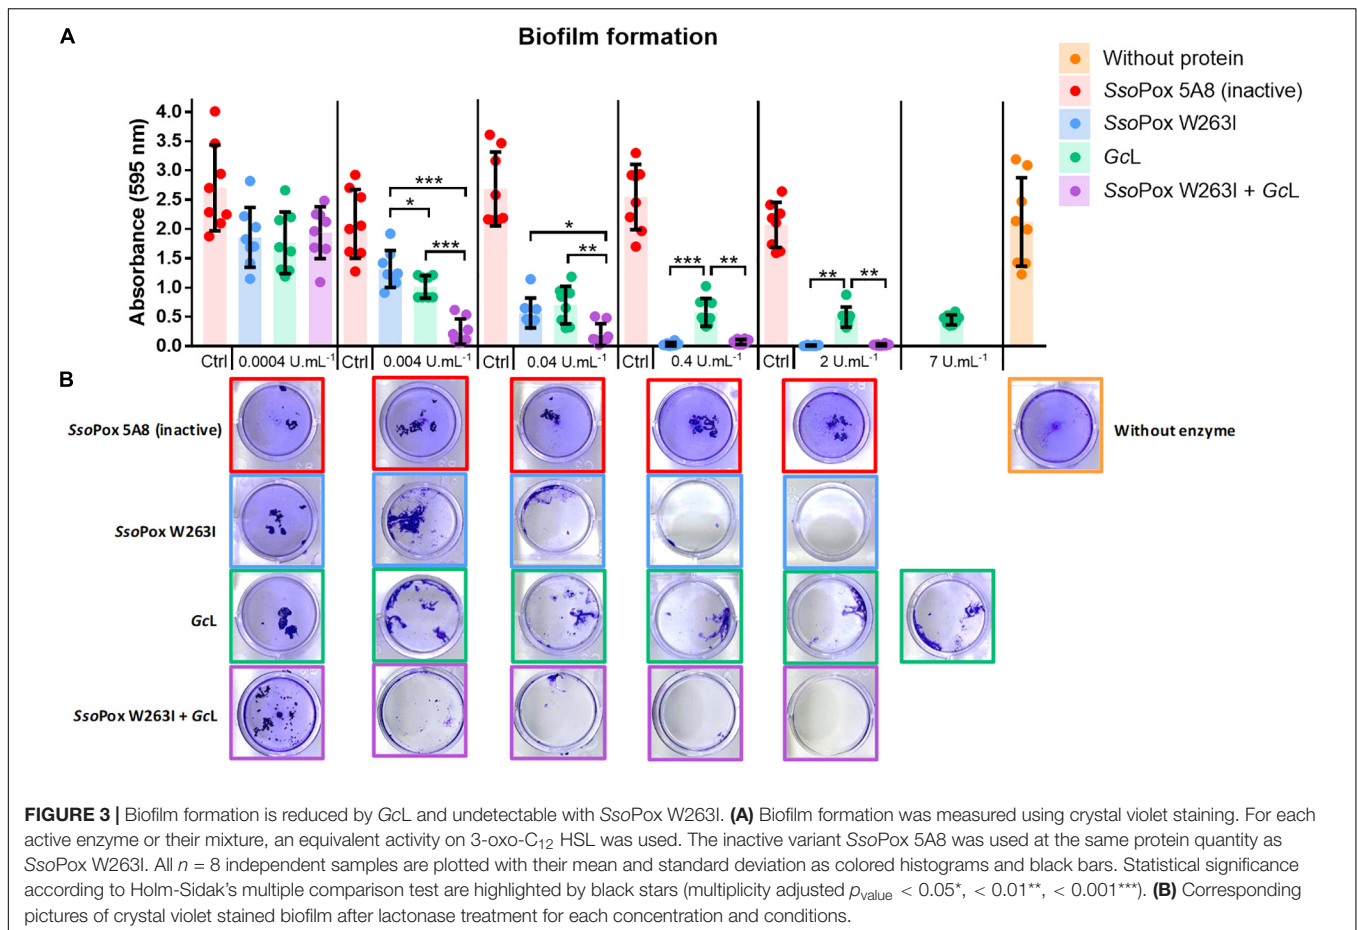 A
Biofilm formation
Without protein
SsoPox 5A8 (inactive)
SsoPox W263I
GcL
SsoPox W263I + GcL
Absorbance (595 nm)
4.0
3.5
3.0
2.5
2.0
1.5
1.0
0.5
0.0
***
*
***
*
**
***
**
**
**
Ctrl 0.0004 U.mL-1 Ctrl 0.004 U.mL-1 Ctrl 0.04 U.mL-1 Ctrl 0.4 U.mL-1 Ctrl 2 U.mL-1 7 U.mL-1
B
SsoPox 5A8 (inactive)
Without enzyme
SsoPox W263I
GcL
SsoPox W263I + GcL
FIGURE 3 | Biofilm formation is reduced by GcL and undetectable with SsoPox W263I. (A) Biofilm formation was measured using crystal violet staining. For each
active enzyme or their mixture, an equivalent activity on 3-oxo-C12 HSL was used. The inactive variant SsoPox 5A8 was used at the same protein quantity as
SsoPox W263I. All n = 8 independent samples are plotted with their mean and standard deviation as colored histograms and black bars. Statistical significance
according to Holm-Sidak's multiple comparison test are highlighted by black stars (multiplicity adjusted pvalue < 0.05*, < 0.01**, < 0.001***). (B) Corresponding
pictures of crystal violet stained biofilm after lactonase treatment for each concentration and conditions.